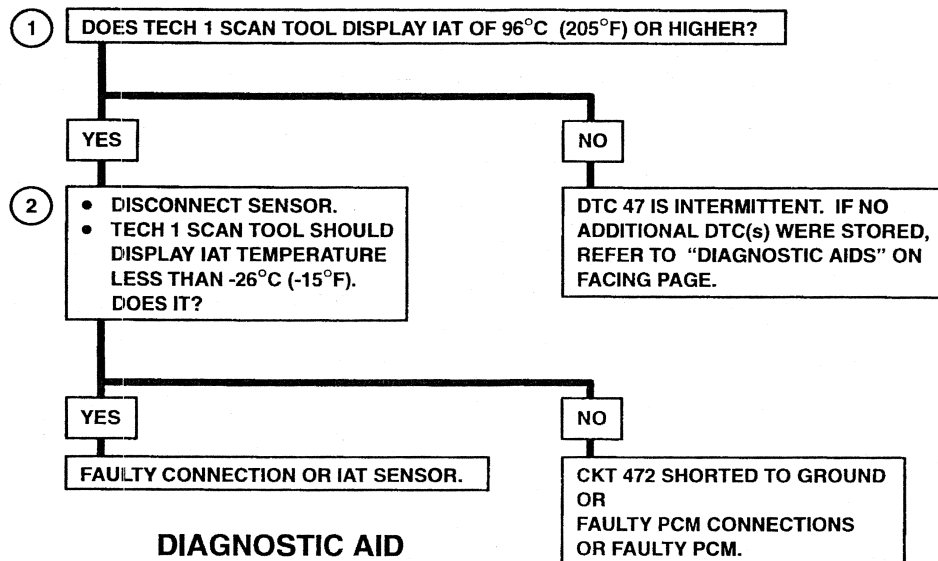 1 DOES TECH 1 SCAN TOOL DISPLAY IAT OF 96°C (205°F) OR HIGHER?
YES
NO
2
• DISCONNECT SENSOR.
• TECH 1 SCAN TOOL SHOULD
DISPLAY IAT TEMPERATURE
LESS THAN -26°C (-15°F).
DOES IT?
DTC 47 IS INTERMITTENT. IF NO
ADDITIONAL DTC(s) WERE STORED,
REFER TO "DIAGNOSTIC AIDS" ON
FACING PAGE.
YES
NO
FAULTY CONNECTION OR IAT SENSOR.
CKT 472 SHORTED TO GROUND
OR
FAULTY PCM CONNECTIONS
OR FAULTY PCM.
DIAGNOSTIC AID